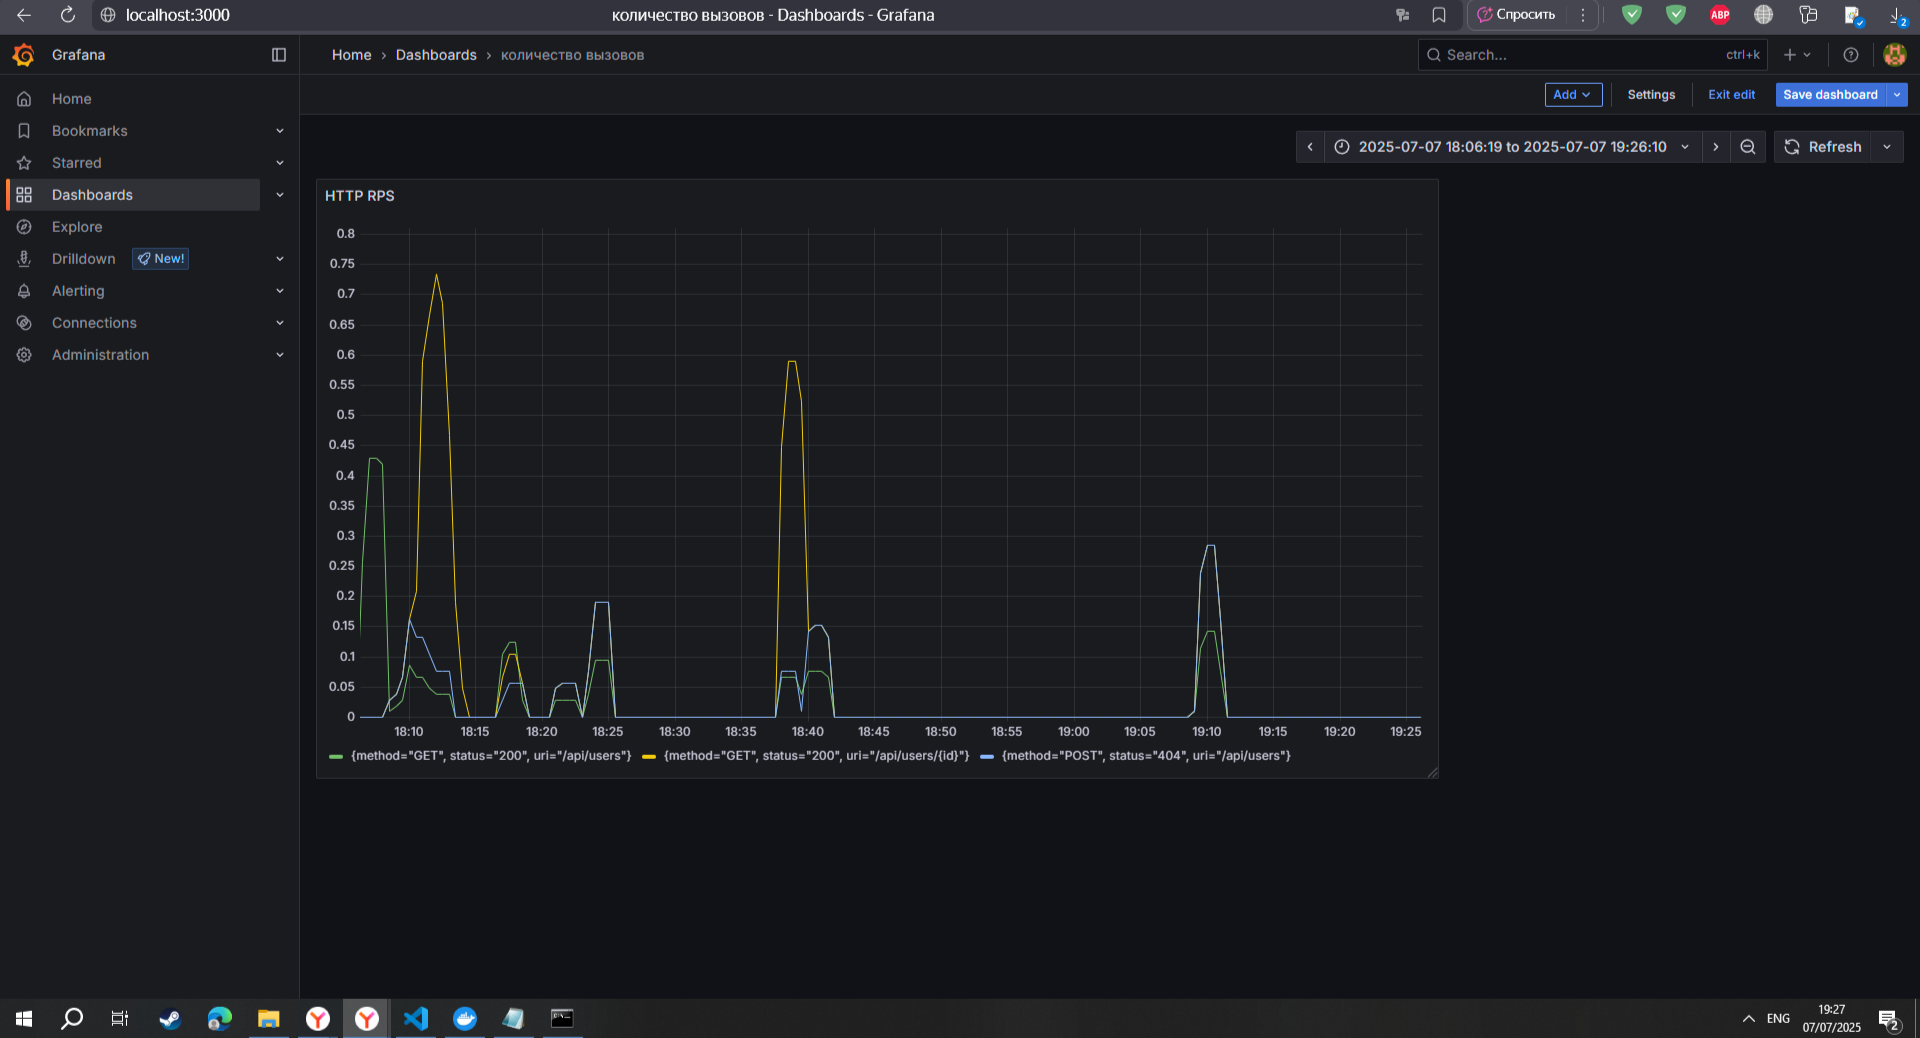 localhost:3000
количество вызовов - Dashboards - Grafana
Спросить
ABP
2
Grafana
Home › Dashboards › количество вызовов
Search...
ctrl+k
Home
Bookmarks
Starred
Dashboards
Explore
Drilldown
New!
Alerting
Connections
Administration
Add
Settings
Exit edit
Save dashboard
2025-07-07 18:06:19 to 2025-07-07 19:26:10
Refresh
HTTP RPS
0.8
0.75
0.7
0.65
0.6
0.55
0.5
0.45
0.4
0.35
0.3
0.25
0.2
0.15
0.1
0.05
0
18:10 18:15 18:20 18:25 18:30 18:35 18:40 18:45 18:50 18:55 19:00 19:05 19:10 19:15 19:20 19:25
{method="GET", status="200", uri="/api/users"} {method="GET", status="200", uri="/api/users/{id}"} {method="POST", status="404", uri="/api/users"}
ENG
19:27
07/07/2025
2